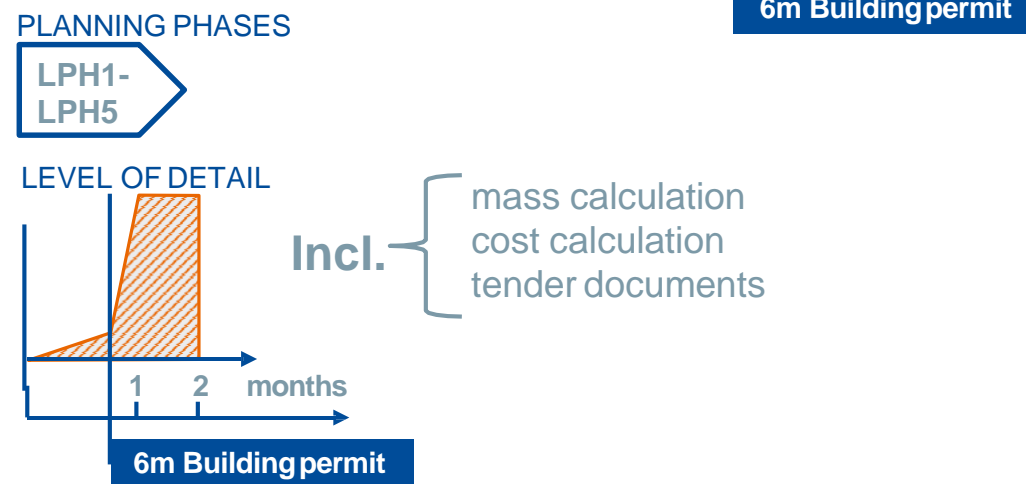 6m Building permit
PLANNING PHASES
LPH1-
LPH5
LEVEL OF DETAIL
Incl.
mass calculation
cost calculation
tender documents
1 2 months
6m Building permit